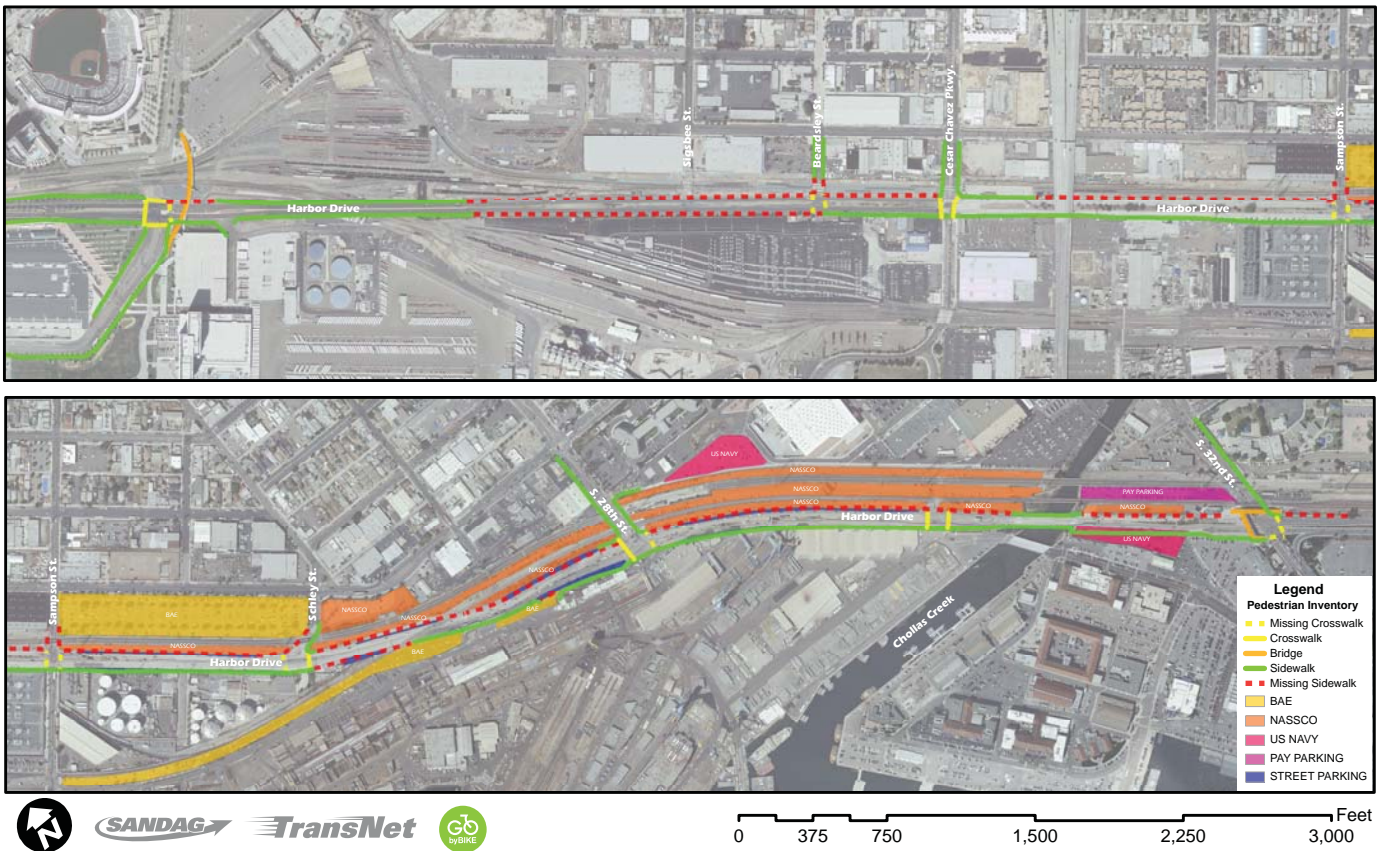 Harbor Drive
Sigsbee St.
Beardsley St.
Cesar Chavez Pkwy.
Harbor Drive
Sampson St.
Sampson St.
BAE
NASSCO
Harbor Drive
Schley St.
NASSCO
NASSCO
BAE
BAE
NASSCO
S. 28th St.
US NAVY
NASSCO
NASSCO
NASSCO
Harbor Drive
NASSCO
Chollas Creek
PAY PARKING
NASSCO
US NAVY
S. 32nd St.
Legend
Pedestrian Inventory
Missing Crosswalk
Crosswalk
Bridge
Sidewalk
Missing Sidewalk
BAE
NASSCO
US NAVY
PAY PARKING
STREET PARKING
N
SANDAG
TransNet
GO
byBIKE
Feet
0 375 750 1,500 2,250 3,000